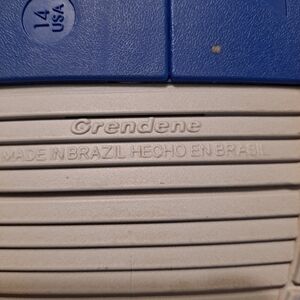 14
USA
Grendene
MADE IN BRAZIL HECHO EN BRASIL